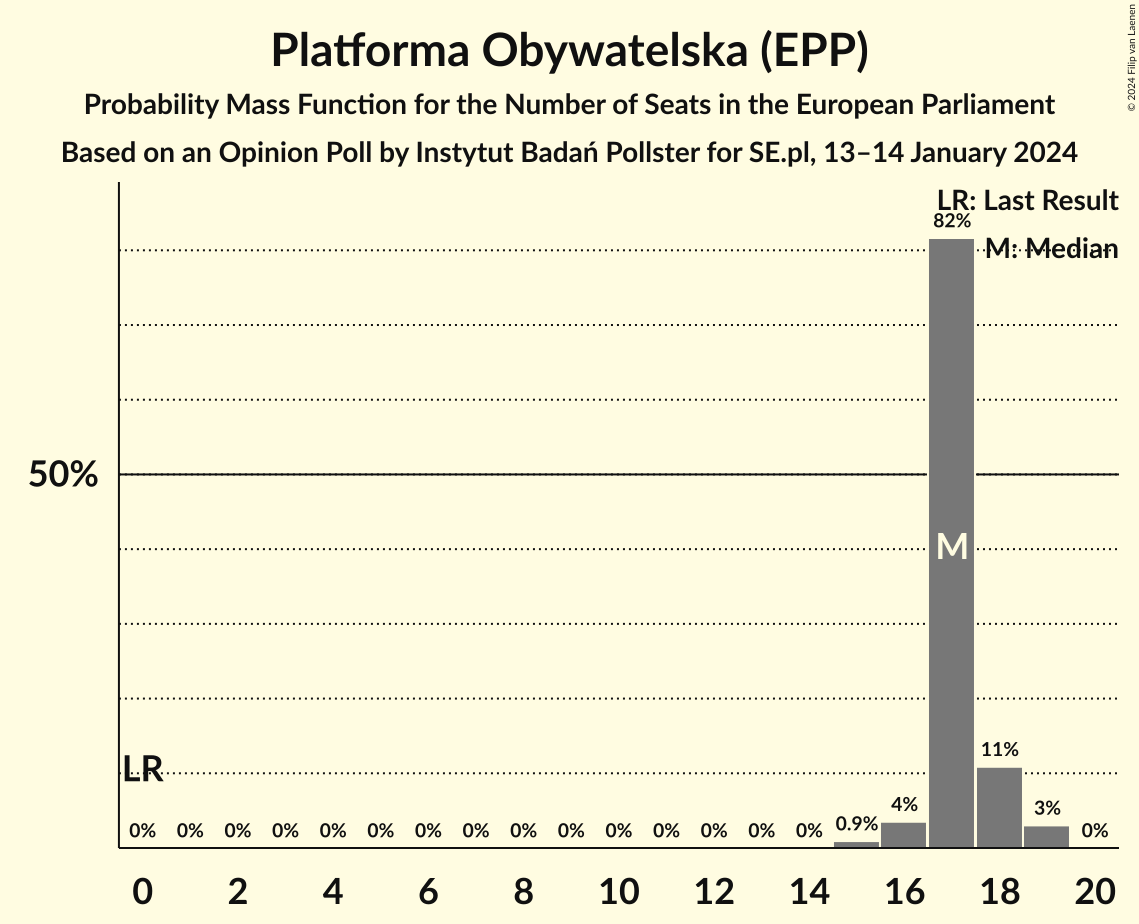 Platforma Obywatelska (EPP)
Probability Mass Function for the Number of Seats in the European Parliament
Based on an Opinion Poll by Instytut Badań Pollster for SE.pl, 13–14 January 2024
© 2024 Filip van Laenen
LR: Last Result
82%
M: Median
50%
M
LR
11%
4%
3%
0.9%
0% 0% 0% 0% 0% 0% 0% 0% 0% 0% 0% 0% 0% 0% 0% 0%
0 2 4 6 8 10 12 14 16 18 20